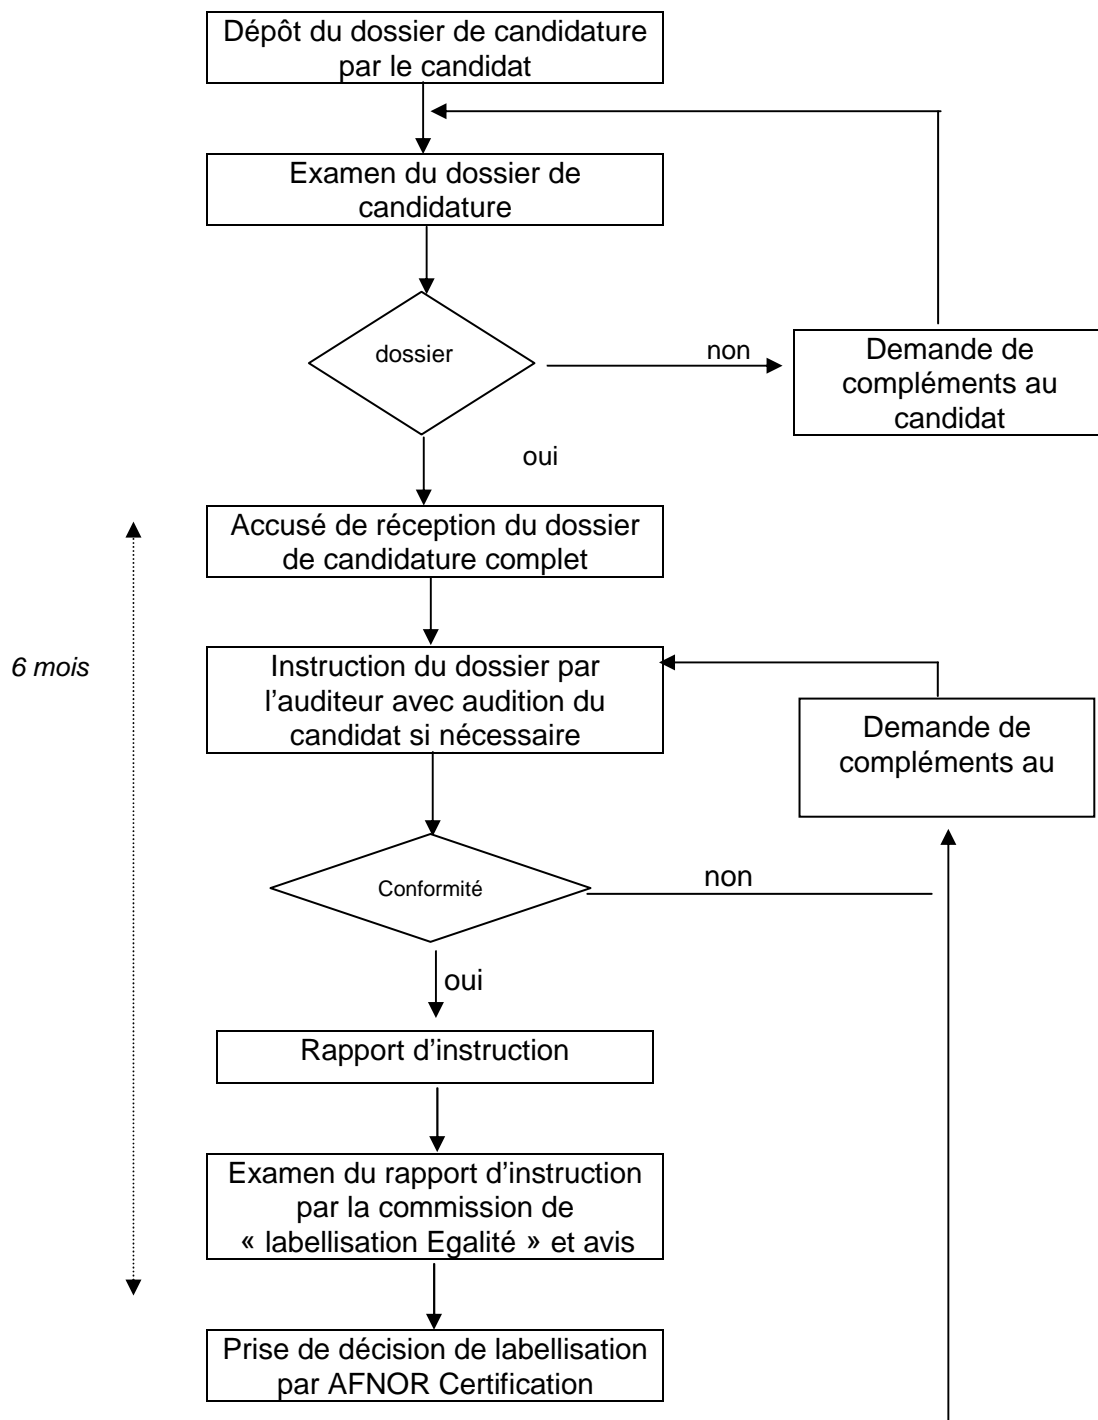 Dépôt du dossier de candidature
par le candidat
Examen du dossier de
candidature
dossier
non
Demande de
compléments au
candidat
oui
Accusé de réception du dossier
de candidature complet
6 mois
Instruction du dossier par
l’auditeur avec audition du
candidat si nécessaire
Demande de
compléments au
Conformité
non
oui
Rapport d’instruction
Examen du rapport d’instruction
par la commission de
« labellisation Egalité » et avis
Prise de décision de labellisation
par AFNOR Certification